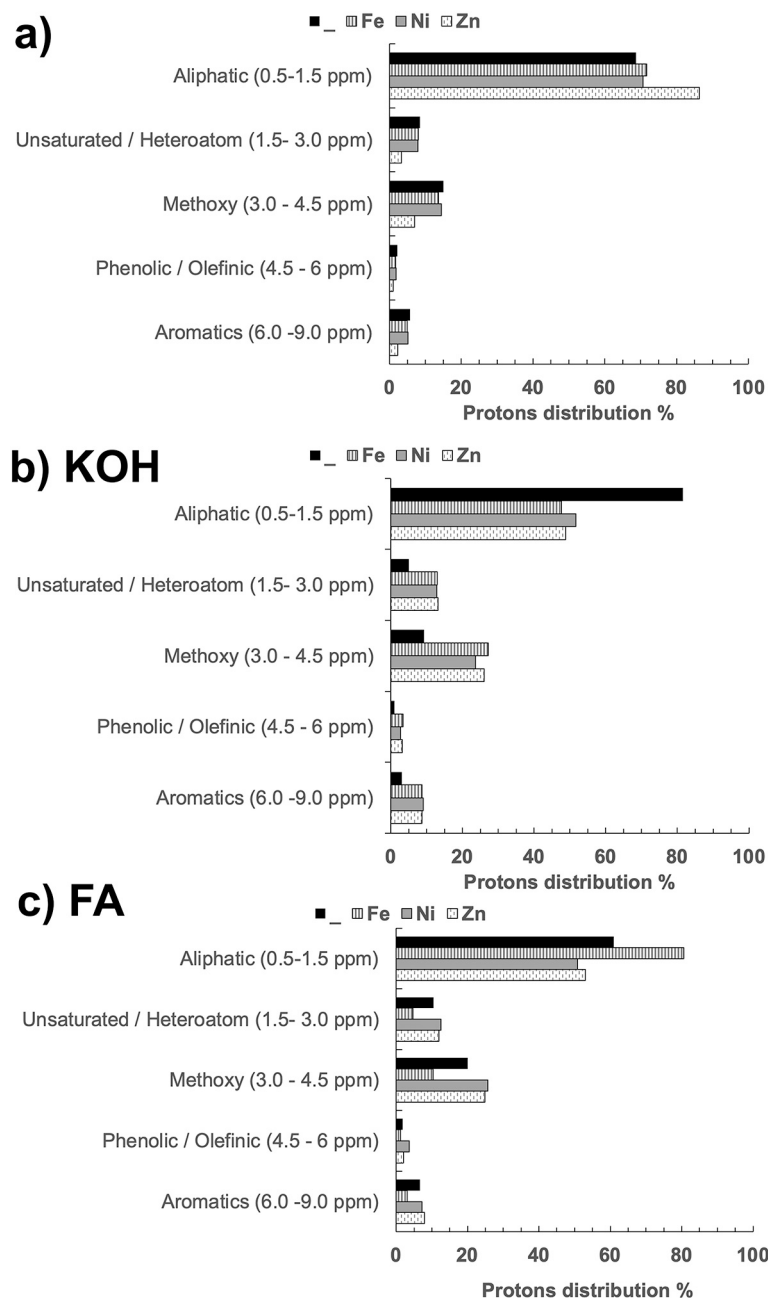 a)
_ Fe Ni Zn
Aliphatic (0.5-1.5 ppm)
Unsaturated / Heteroatom (1.5- 3.0 ppm)
Methoxy (3.0 - 4.5 ppm)
Phenolic / Olefinic (4.5 - 6 ppm)
Aromatics (6.0 -9.0 ppm)
0 20 40 60 80 100
Protons distribution %
b) KOH
_ Fe Ni Zn
Aliphatic (0.5-1.5 ppm)
Unsaturated / Heteroatom (1.5- 3.0 ppm)
Methoxy (3.0 - 4.5 ppm)
Phenolic / Olefinic (4.5 - 6 ppm)
Aromatics (6.0 -9.0 ppm)
0 20 40 60 80 100
Protons distribution %
c) FA
_ Fe Ni Zn
Aliphatic (0.5-1.5 ppm)
Unsaturated / Heteroatom (1.5- 3.0 ppm)
Methoxy (3.0 - 4.5 ppm)
Phenolic / Olefinic (4.5 - 6 ppm)
Aromatics (6.0 -9.0 ppm)
0 20 40 60 80 100
Protons distribution %